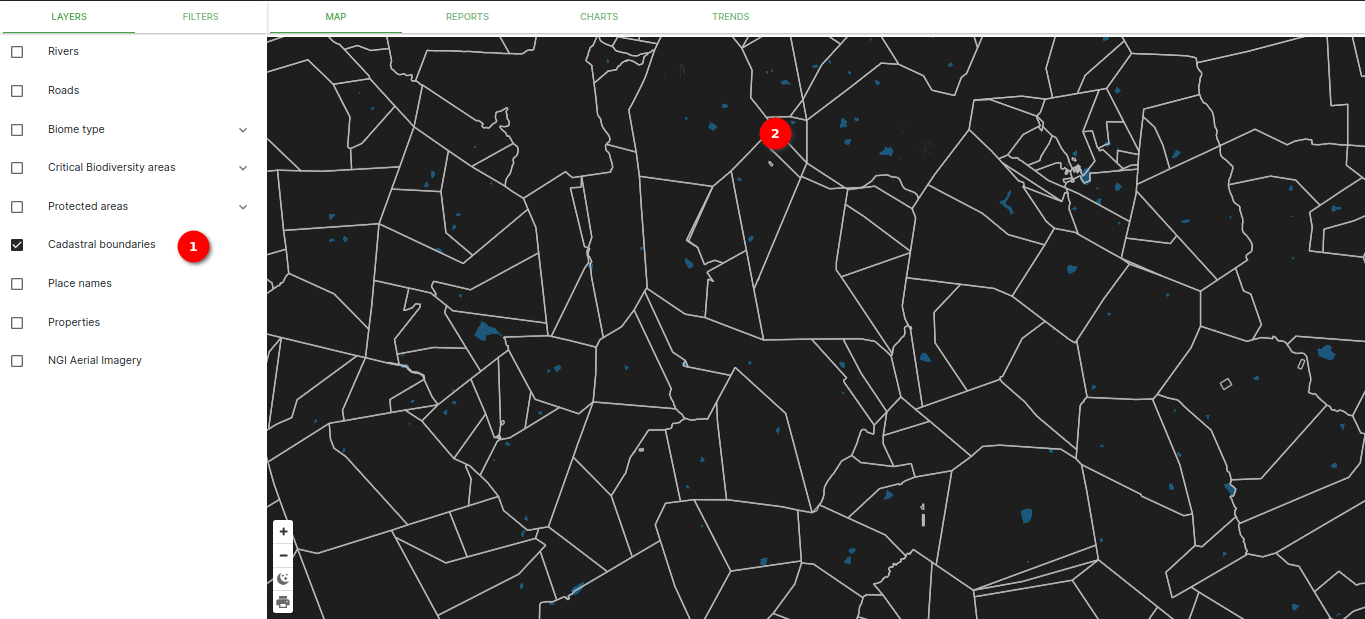 LAYERS FILTERS MAP REPORTS CHARTS TRENDS
Rivers
Roads
Biome type
Critical Biodiversity areas
Protected areas
Cadastral boundaries 1
Place names
Properties
NGI Aerial Imagery
2
+
−